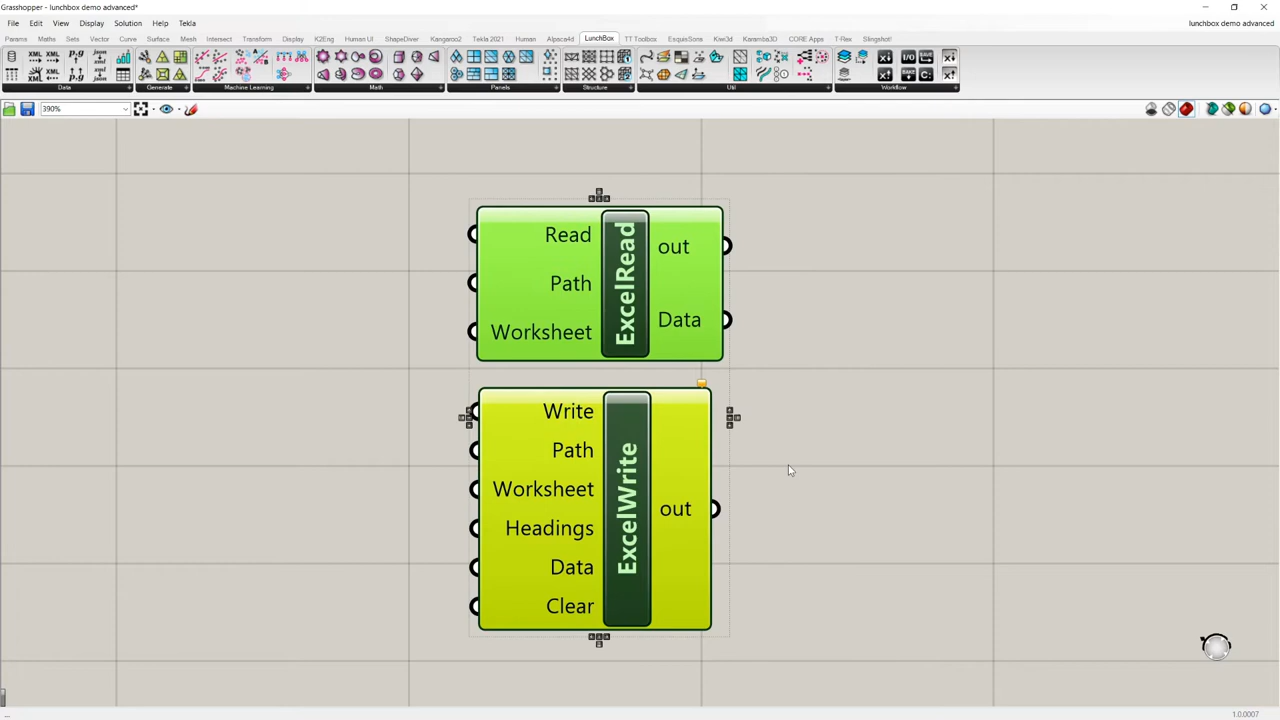 Grasshopper - lunchbox demo advanced*
File Edit View Display Solution Help Tekla
lunchbox demo advanced*
Params Maths Sets Vector Curve Surface Mesh Intersect Transform Display K2Eng Human UI ShapeDiver Kangaroo2 Tekla 2021 Human Alpaca4d LunchBox TT Toolbox EsquisSons Kiwi3d Karamba3D CORE Apps T-Rex Slingshot!
Data Generate Machine Learning Math Panels Structure Util Workflow
390%
Read
Path
Worksheet
ExcelRead
out
Data
Write
Path
Worksheet
Headings
Data
Clear
ExcelWrite
out
1.0.0007